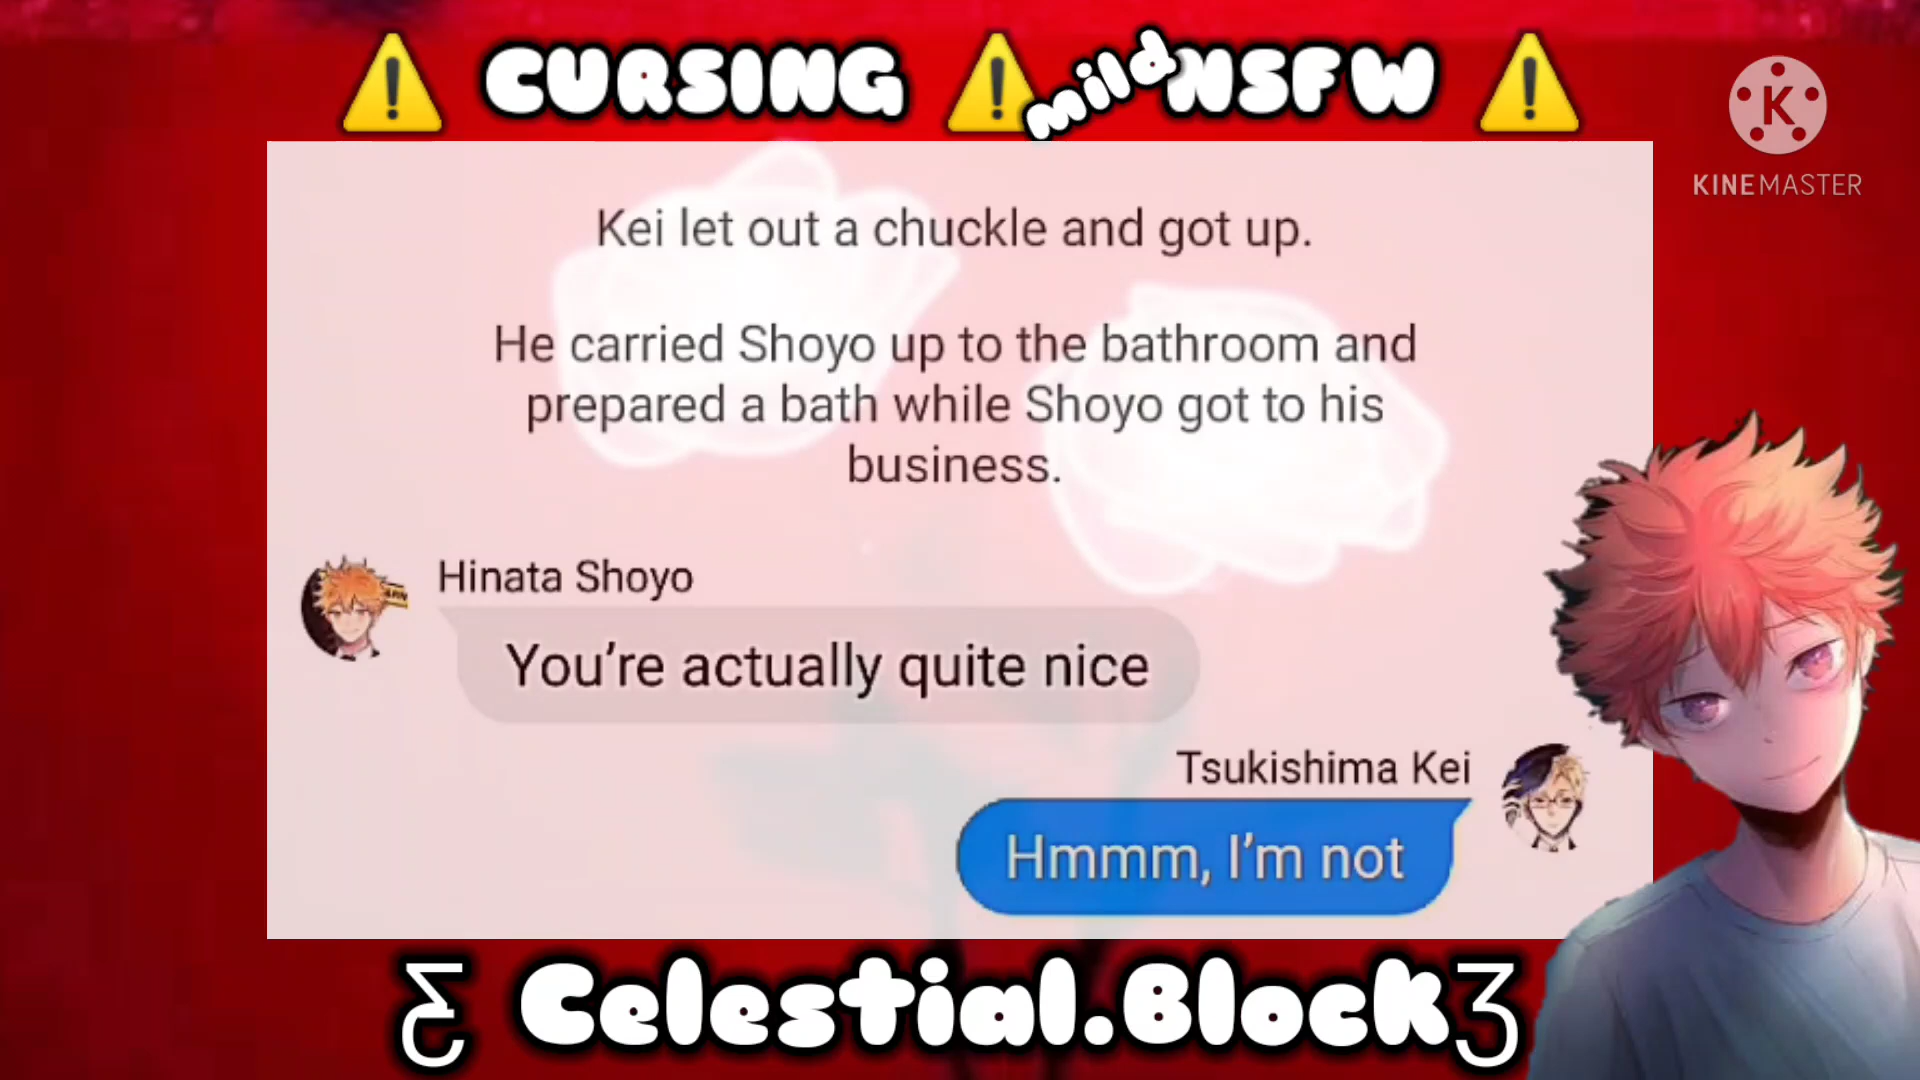 ⚠️ CURSING ⚠️ mild NSFW ⚠️
K
KINEMASTER
Kei let out a chuckle and got up.
He carried Shoyo up to the bathroom and
prepared a bath while Shoyo got to his
business.
Hinata Shoyo
You’re actually quite nice
Tsukishima Kei
Hmmm, I’m not
Ƹ Celestial.Block Ʒ